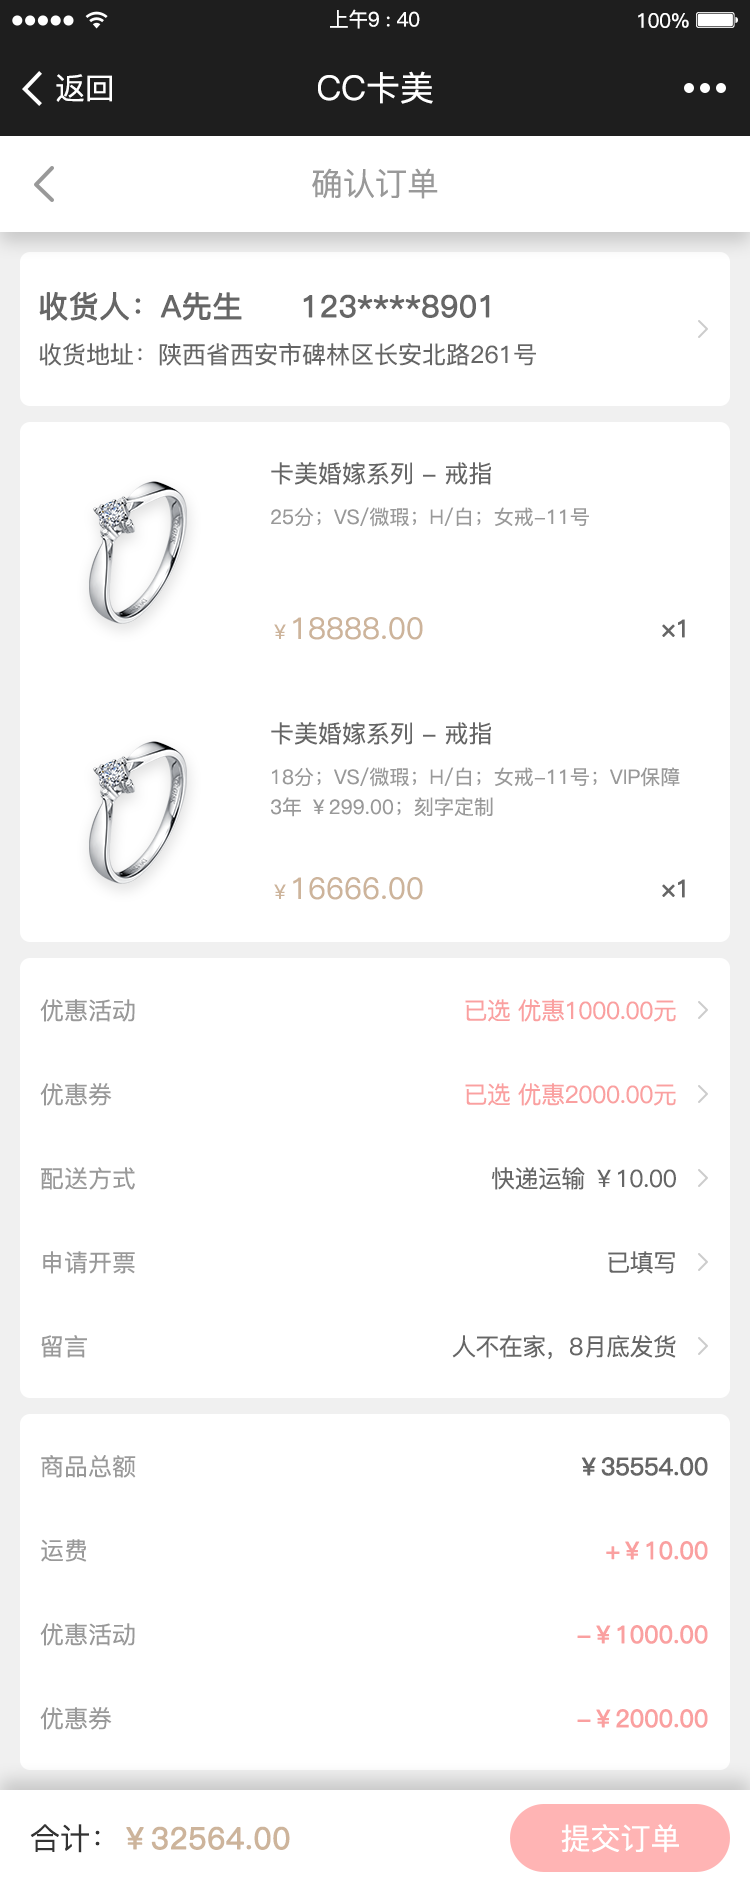 上午9 : 40
100%
返回
CC卡美
确认订单
收货人：A先生 123****8901
收货地址：陕西省西安市碑林区长安北路261号
卡美婚嫁系列 – 戒指
25分；VS/微瑕；H/白；女戒–11号
¥18888.00
×1
卡美婚嫁系列 – 戒指
18分；VS/微瑕；H/白；女戒–11号；VIP保障
3年 ¥299.00；刻字定制
¥16666.00
×1
优惠活动
已选 优惠1000.00元
优惠券
已选 优惠2000.00元
配送方式
快递运输 ¥10.00
申请开票
已填写
留言
人不在家，8月底发货
商品总额
¥35554.00
运费
+¥10.00
优惠活动
–¥1000.00
优惠券
–¥2000.00
合计： ¥32564.00
提交订单